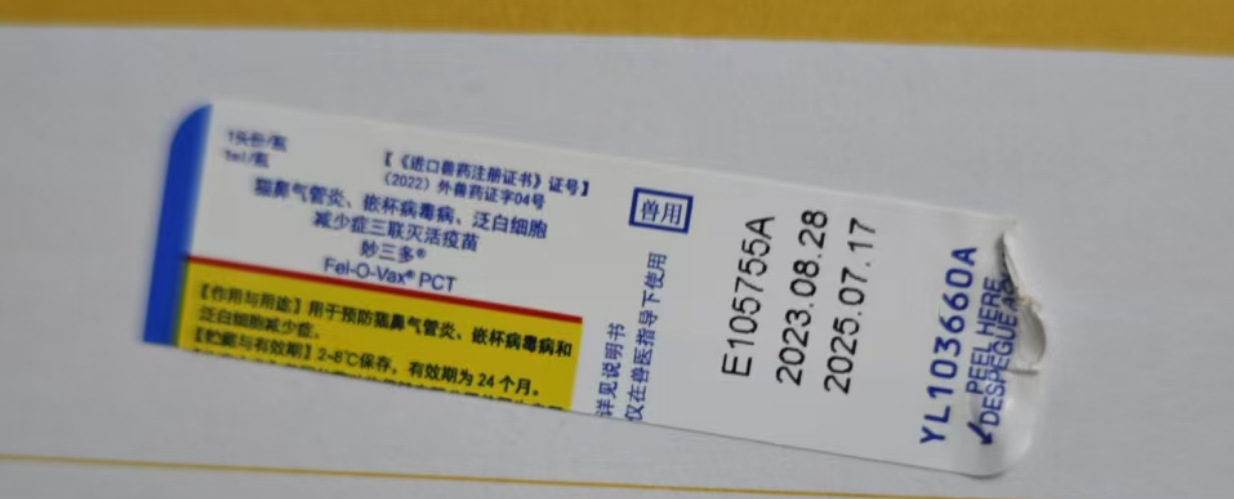 1头份/瓶
1ml/瓶
【《进口兽药注册证书》证号】
(2022)外兽药证字04号
猫鼻气管炎、嵌杯病毒病、泛白细胞
减少症三联灭活疫苗
妙三多®
Fel-O-Vax® PCT
【作用与用途】用于预防猫鼻气管炎、嵌杯病毒病和
泛白细胞减少症。
【贮藏与有效期】2~8℃保存，有效期为24个月。
兽用
详见说明书
仅在兽医指导下使用
E105755A
2023.08.28
2025.07.17
YL103660A
PEEL HERE
DESPEGUE